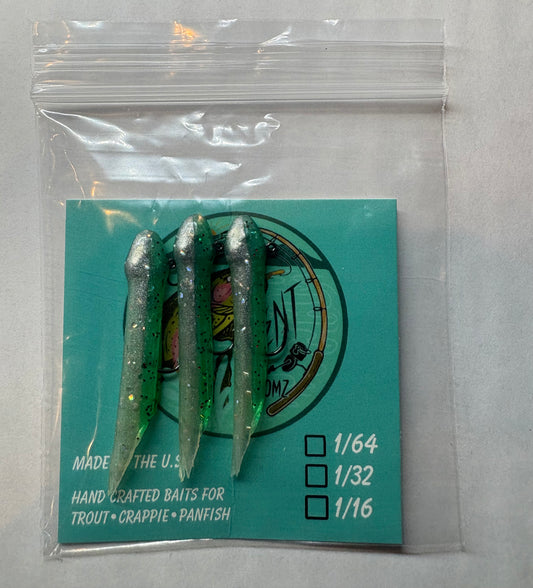 MADE THE U.S
HAND CRAFTED BAITS FOR
TROUT • CRAPPIE • PANFISH
1/64
1/32
1/16